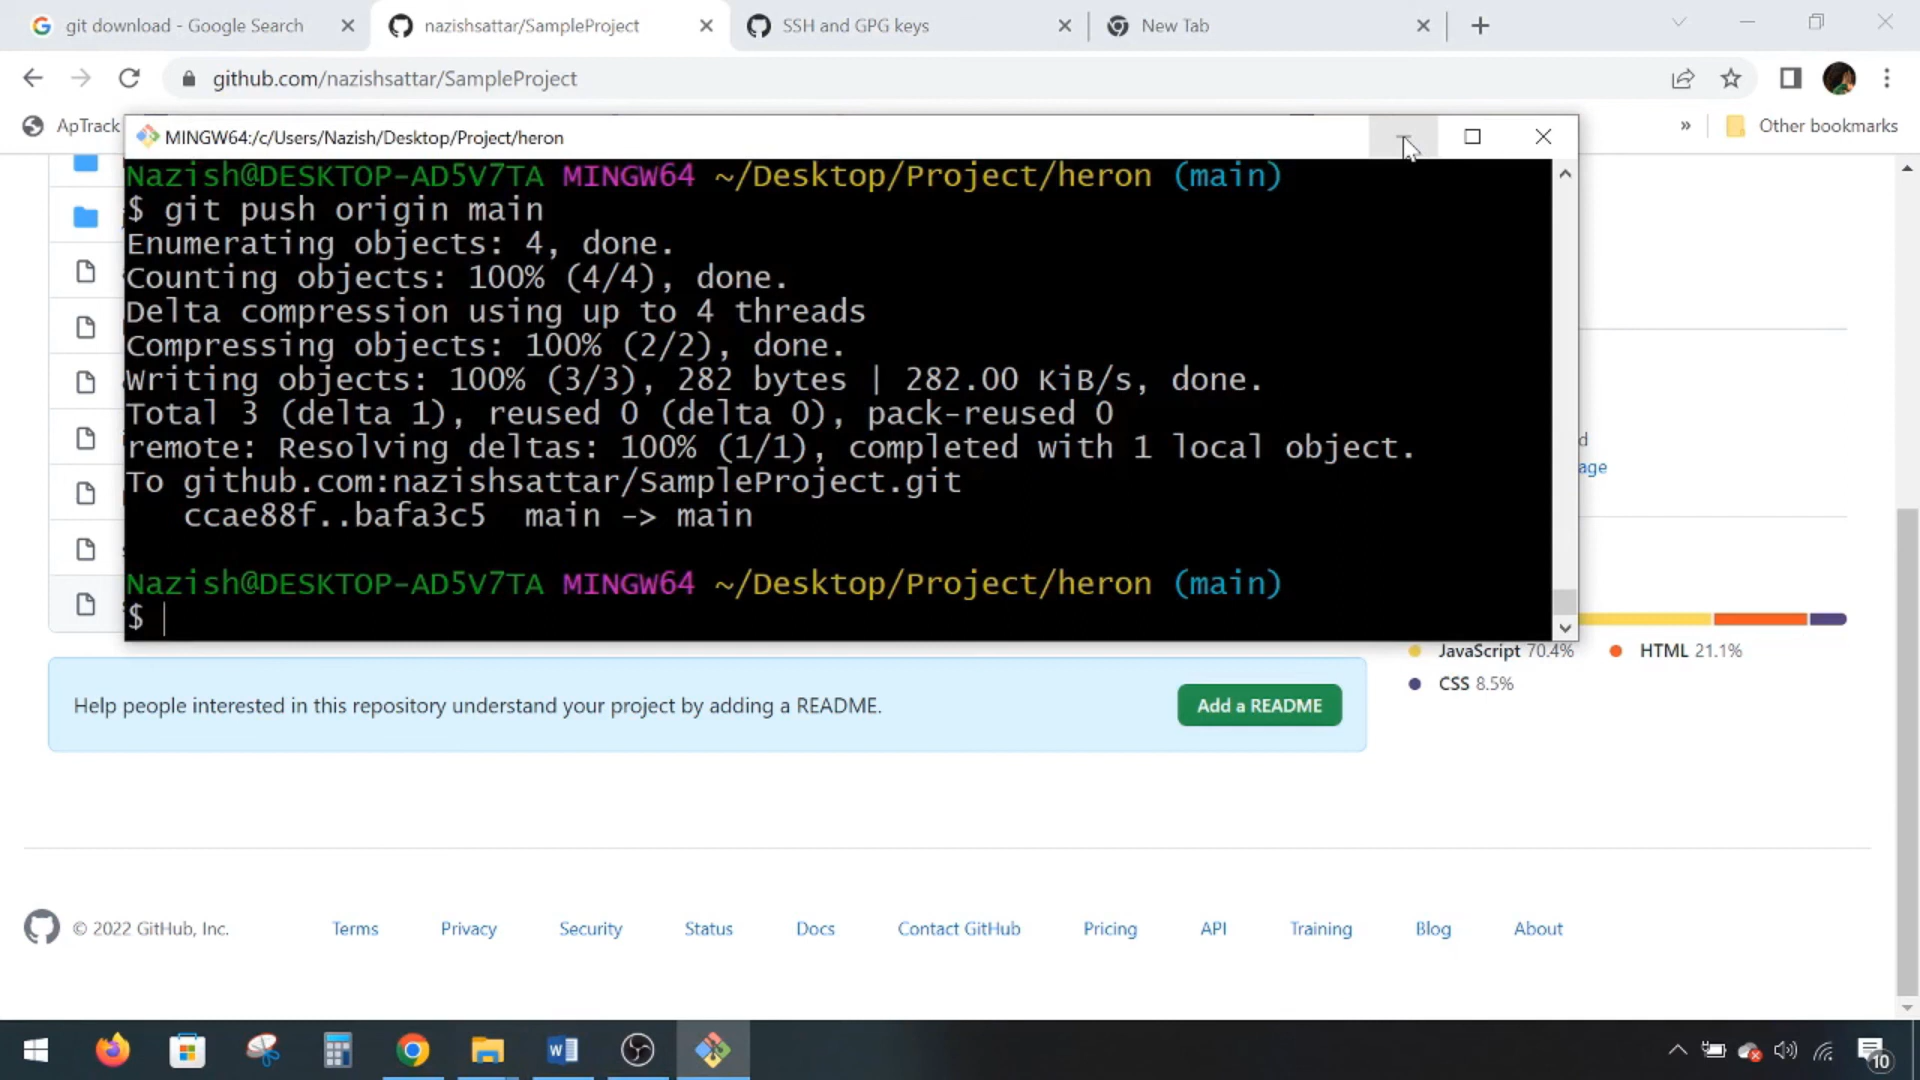 git download - Google Search
nazishsattar/SampleProject
SSH and GPG keys
New Tab
github.com/nazishsattar/SampleProject
ApTrack
»
Other bookmarks
MINGW64:/c/Users/Nazish/Desktop/Project/heron
Nazish@DESKTOP-AD5V7TA MINGW64 ~/Desktop/Project/heron (main)
$ git push origin main
Enumerating objects: 4, done.
Counting objects: 100% (4/4), done.
Delta compression using up to 4 threads
Compressing objects: 100% (2/2), done.
Writing objects: 100% (3/3), 282 bytes | 282.00 KiB/s, done.
Total 3 (delta 1), reused 0 (delta 0), pack-reused 0
remote: Resolving deltas: 100% (1/1), completed with 1 local object.
To github.com:nazishsattar/SampleProject.git
ccae88f..bafa3c5  main -> main
Nazish@DESKTOP-AD5V7TA MINGW64 ~/Desktop/Project/heron (main)
$
JavaScript 70.4%
HTML 21.1%
CSS 8.5%
Help people interested in this repository understand your project by adding a README.
Add a README
© 2022 GitHub, Inc.
Terms
Privacy
Security
Status
Docs
Contact GitHub
Pricing
API
Training
Blog
About
10